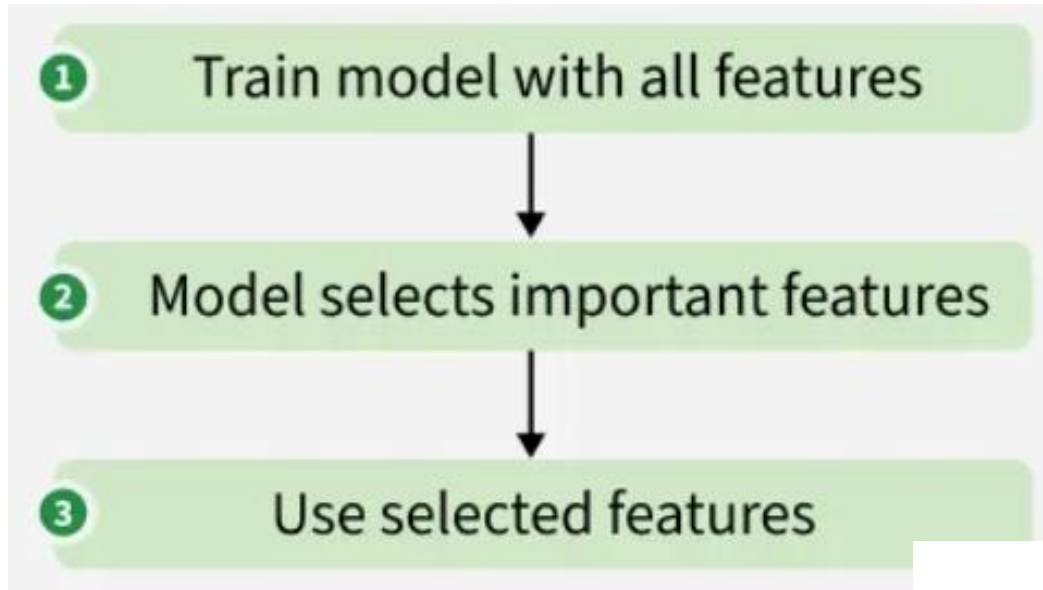 1 Train model with all features
2 Model selects important features
3 Use selected features